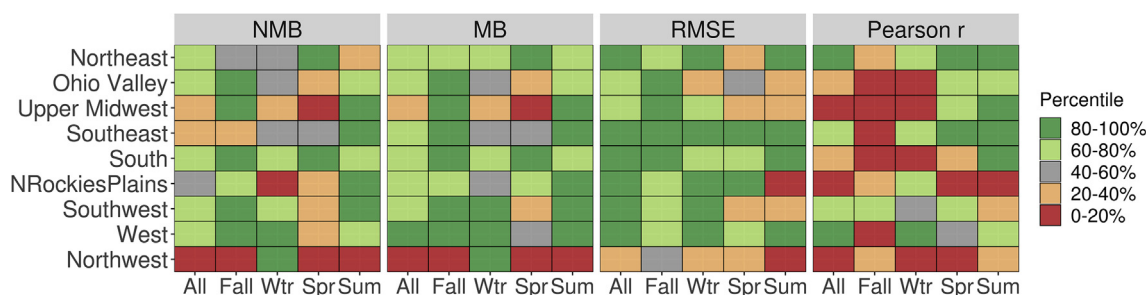 NMB MB RMSE Pearson r
Northeast
Ohio Valley
Upper Midwest
Southeast
South
NRockiesPlains
Southwest
West
Northwest
All Fall Wtr Spr Sum All Fall Wtr Spr Sum All Fall Wtr Spr Sum All Fall Wtr Spr Sum
Percentile
80-100%
60-80%
40-60%
20-40%
0-20%